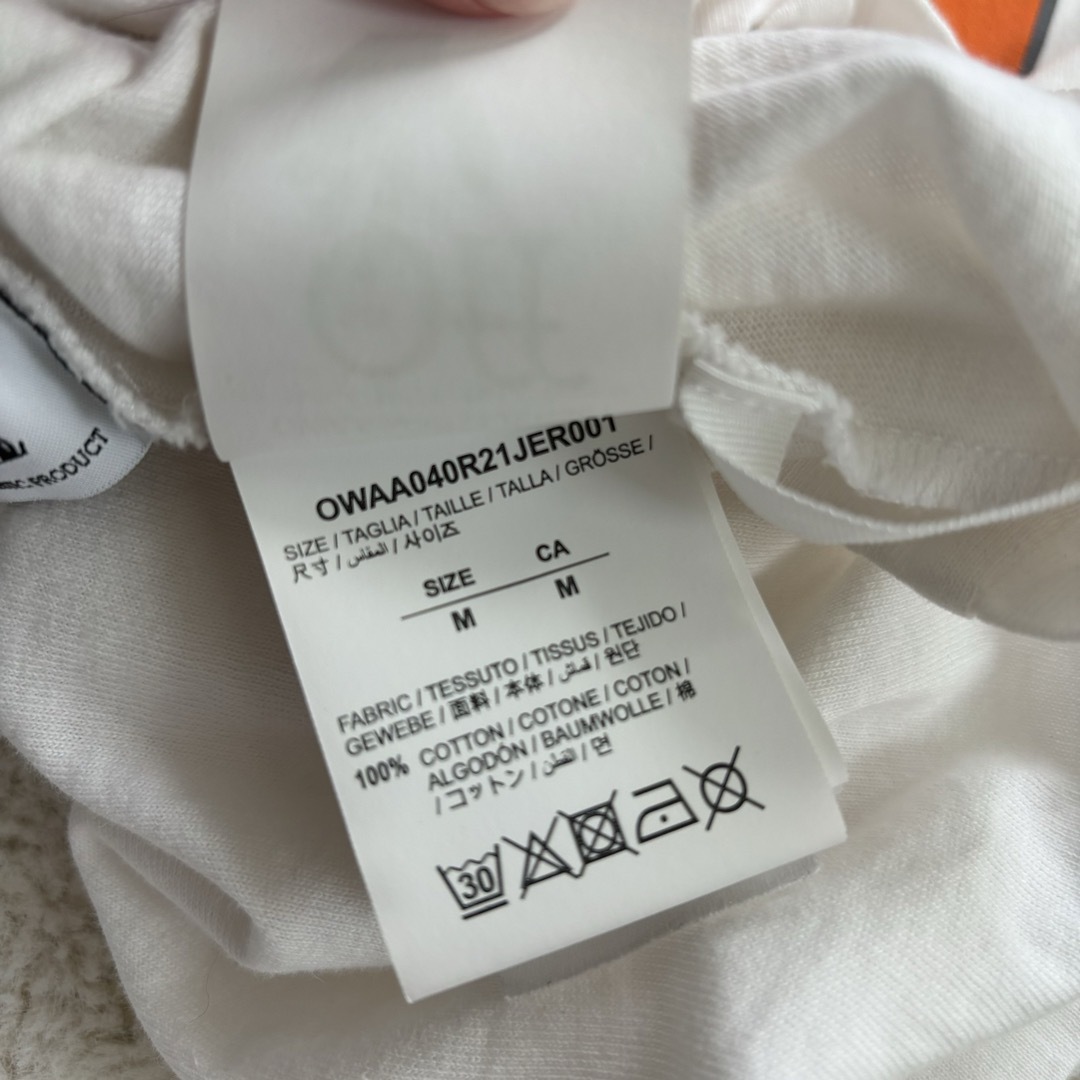 OWAA040R21JER001
SIZE / TAGLIA / TAILLE / TALLA / GRÖSSE /
尺寸 / المقاس / 사이즈
SIZE CA
M M
FABRIC / TESSUTO / TISSUS / TEJIDO /
GEWEBE / 面料 / 本体 / قماش / 원단
100% COTTON / COTONE / COTON /
ALGODÓN / BAUMWOLLE / 棉
/ コットン / القطن / 면
30
PRODUCT